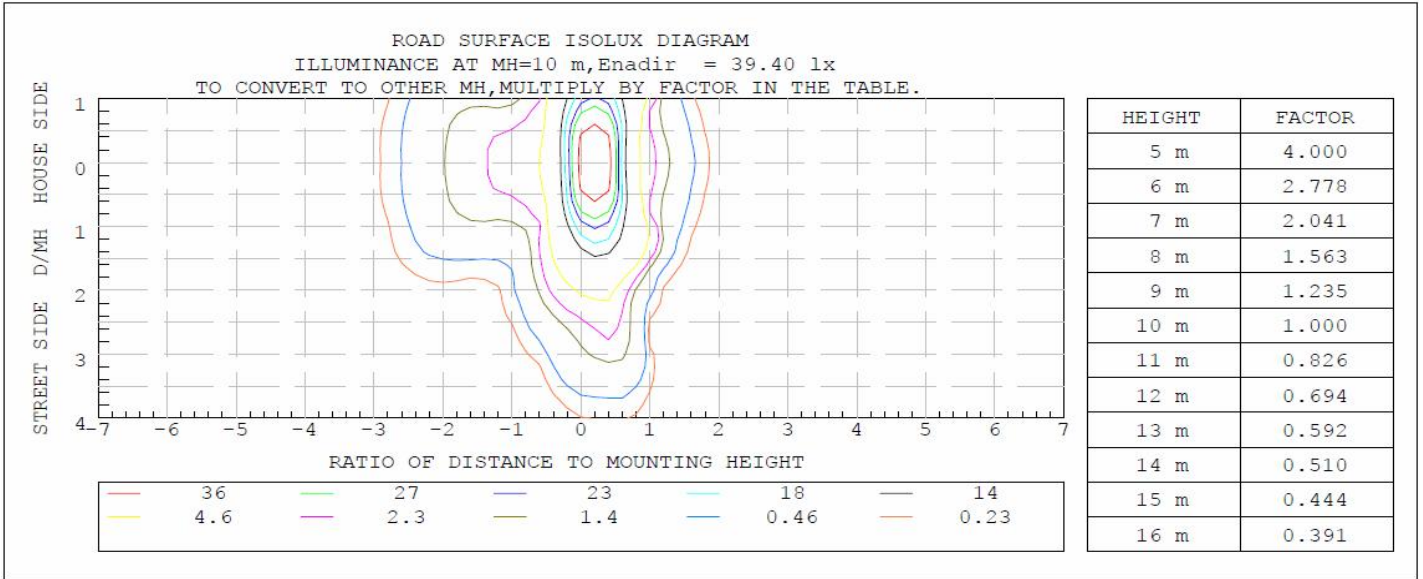 ROAD SURFACE ISOLUX DIAGRAM
ILLUMINANCE AT MH=10 m,Enadir = 39.40 lx
TO CONVERT TO OTHER MH,MULTIPLY BY FACTOR IN THE TABLE.
STREET SIDE D/MH HOUSE SIDE
1
0
1
2
3
4
-7 -6 -5 -4 -3 -2 -1 0 1 2 3 4 5 6 7
RATIO OF DISTANCE TO MOUNTING HEIGHT
36 27 23 18 14
4.6 2.3 1.4 0.46 0.23
HEIGHT FACTOR
5 m 4.000
6 m 2.778
7 m 2.041
8 m 1.563
9 m 1.235
10 m 1.000
11 m 0.826
12 m 0.694
13 m 0.592
14 m 0.510
15 m 0.444
16 m 0.391